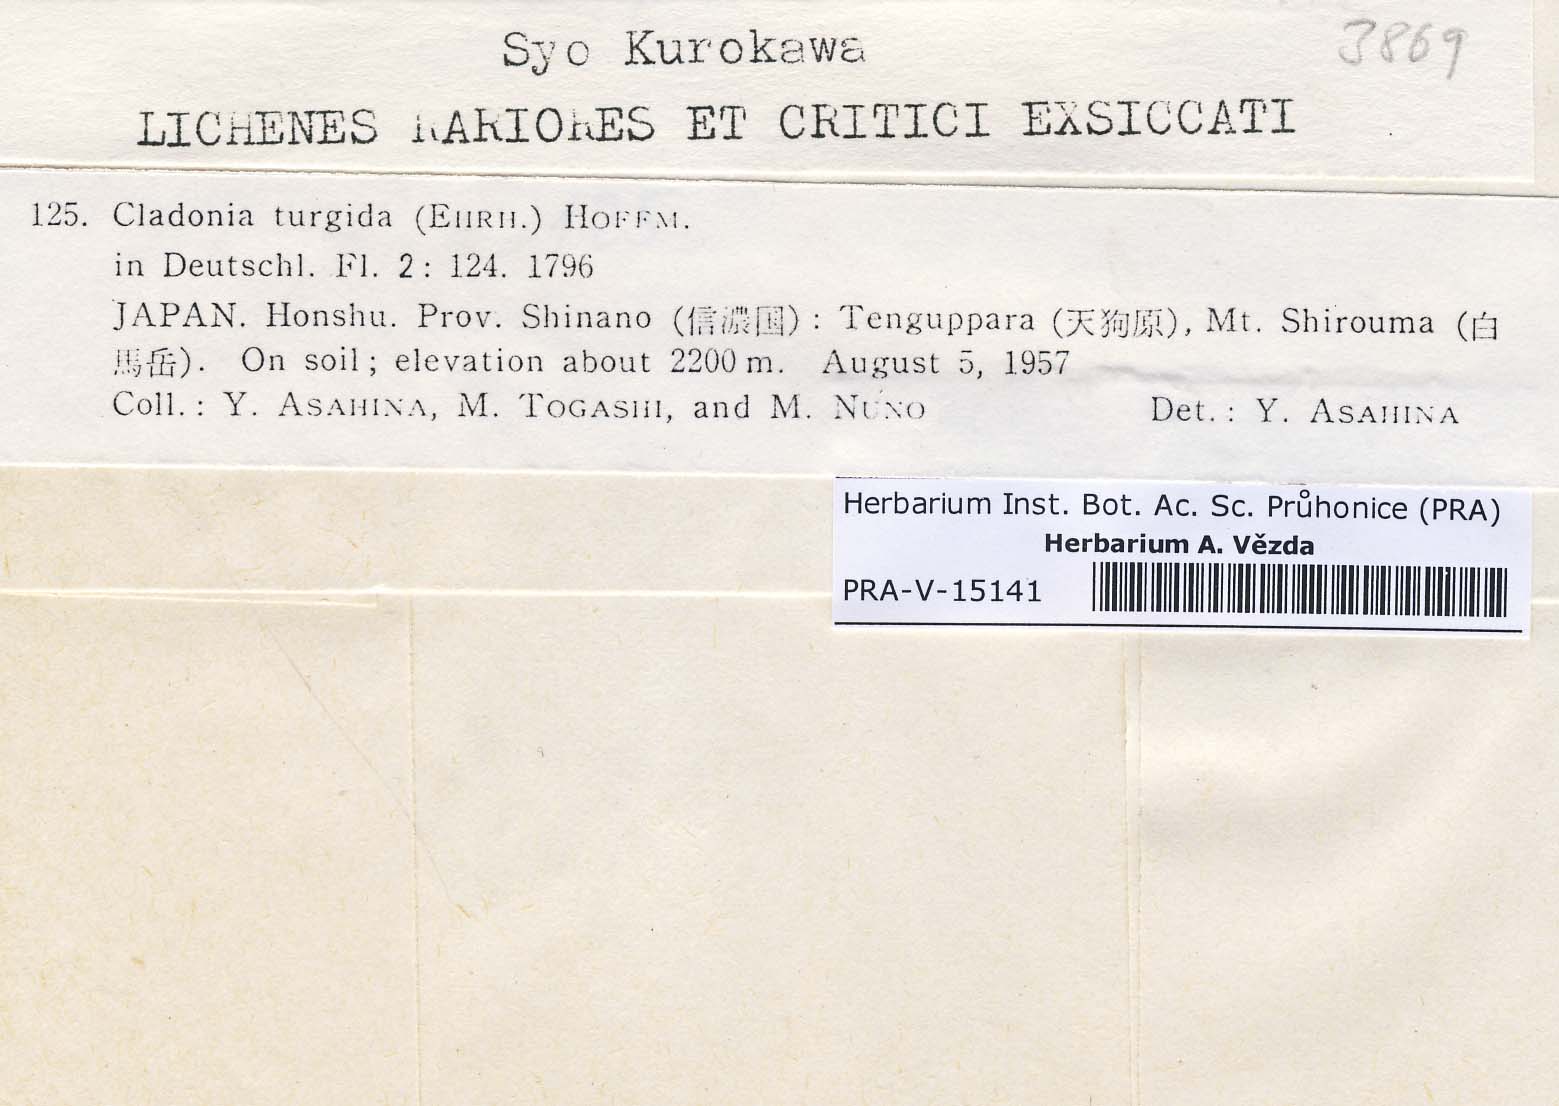 Syo Kurokawa
3869
LICHENES RARIORES ET CRITICI EXSICCATI
125. Cladonia turgida (EHRH.) HOFFM.
in Deutschl. Fl. 2: 124. 1796
JAPAN. Honshu. Prov. Shinano (信濃国): Tenguppara (天狗原), Mt. Shirouma (白
馬岳). On soil; elevation about 2200 m. August 5, 1957
Coll.: Y. ASAHINA, M. TOGASHI, and M. NUNO Det.: Y. ASAHINA
Herbarium Inst. Bot. Ac. Sc. Průhonice (PRA)
Herbarium A. Vězda
PRA-V-15141